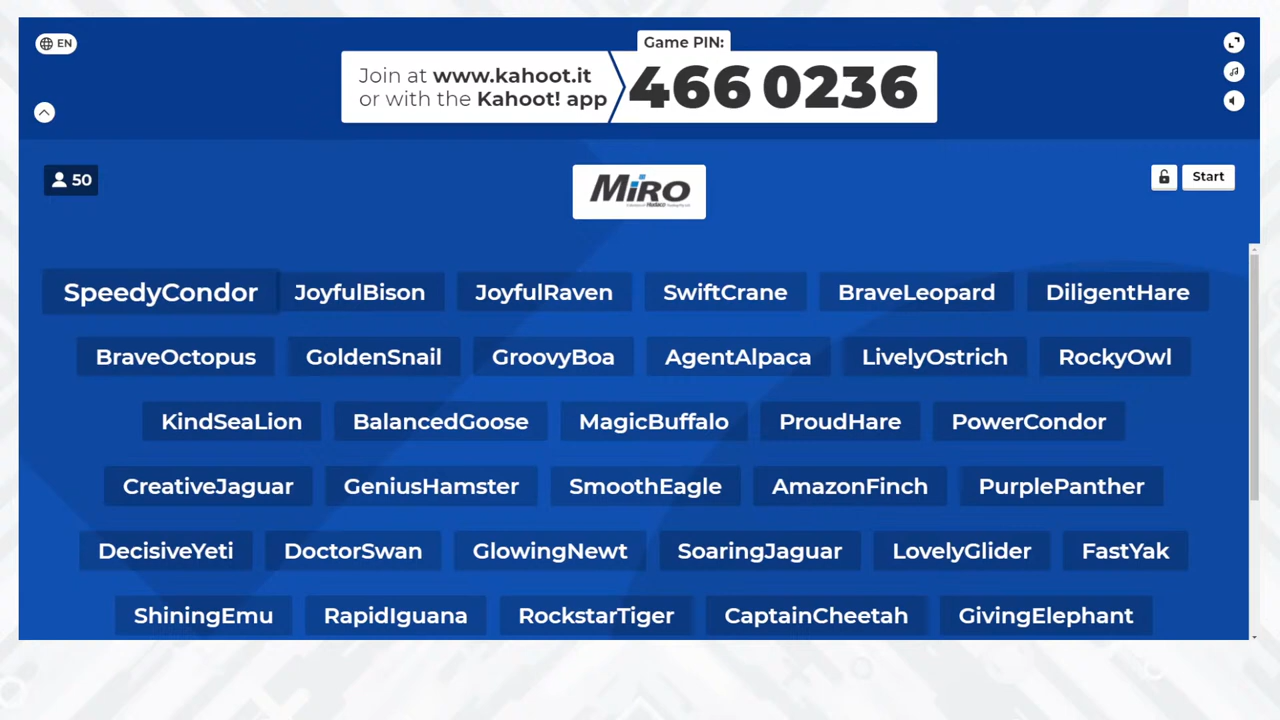 EN
Game PIN:
Join at www.kahoot.it
or with the Kahoot! app
466 0236
50
MiRO
Start
SpeedyCondor JoyfulBison JoyfulRaven SwiftCrane BraveLeopard DiligentHare
BraveOctopus GoldenSnail GroovyBoa AgentAlpaca LivelyOstrich RockyOwl
KindSeaLion BalancedGoose MagicBuffalo ProudHare PowerCondor
CreativeJaguar GeniusHamster SmoothEagle AmazonFinch PurplePanther
DecisiveYeti DoctorSwan GlowingNewt SoaringJaguar LovelyGlider FastYak
ShiningEmu RapidIguana RockstarTiger CaptainCheetah GivingElephant